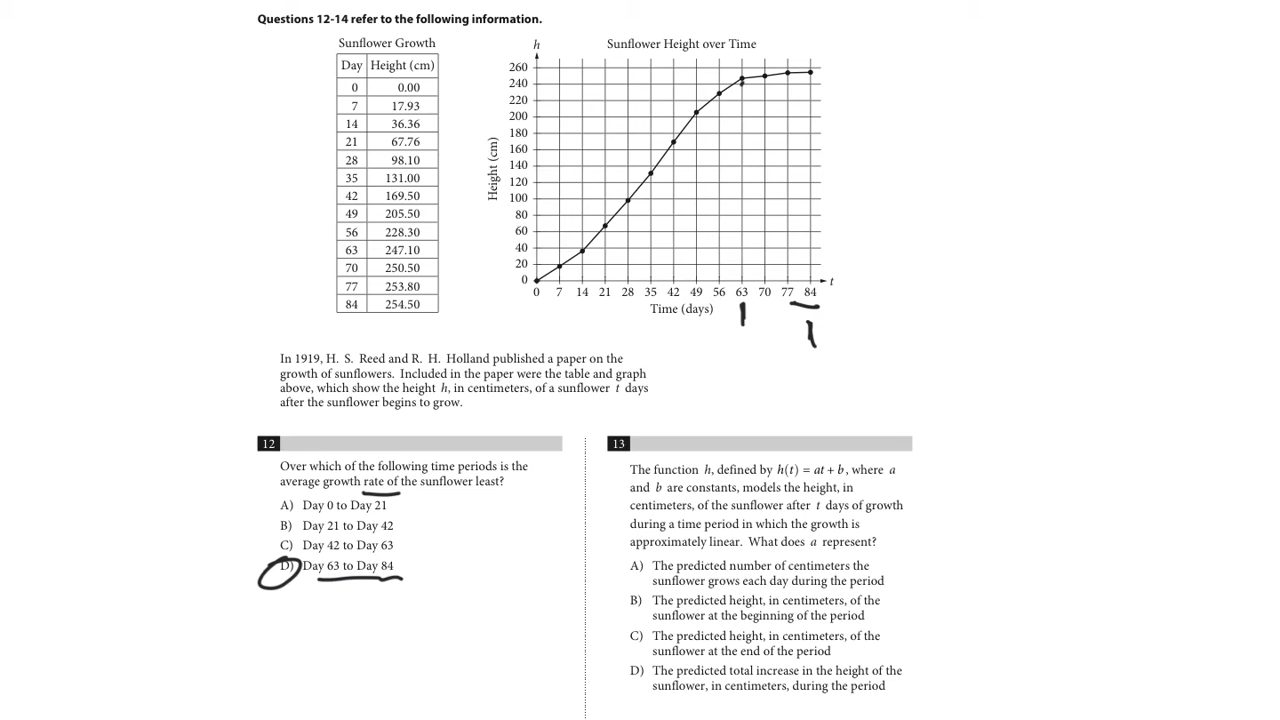 Questions 12-14 refer to the following information.
Sunflower Growth
Day Height (cm)
0 0.00
7 17.93
14 36.36
21 67.76
28 98.10
35 131.00
42 169.50
49 205.50
56 228.30
63 247.10
70 250.50
77 253.80
84 254.50
Sunflower Height over Time
h
260
240
220
200
180
160
140
120
100
80
60
40
20
0
Height (cm)
0 7 14 21 28 35 42 49 56 63 70 77 84
t
Time (days)
In 1919, H. S. Reed and R. H. Holland published a paper on the
growth of sunflowers. Included in the paper were the table and graph
above, which show the height h, in centimeters, of a sunflower t days
after the sunflower begins to grow.
12
Over which of the following time periods is the
average growth rate of the sunflower least?
A) Day 0 to Day 21
B) Day 21 to Day 42
C) Day 42 to Day 63
D) Day 63 to Day 84
13
The function h, defined by h(t) = at + b, where a
and b are constants, models the height, in
centimeters, of the sunflower after t days of growth
during a time period in which the growth is
approximately linear. What does a represent?
A) The predicted number of centimeters the
sunflower grows each day during the period
B) The predicted height, in centimeters, of the
sunflower at the beginning of the period
C) The predicted height, in centimeters, of the
sunflower at the end of the period
D) The predicted total increase in the height of the
sunflower, in centimeters, during the period